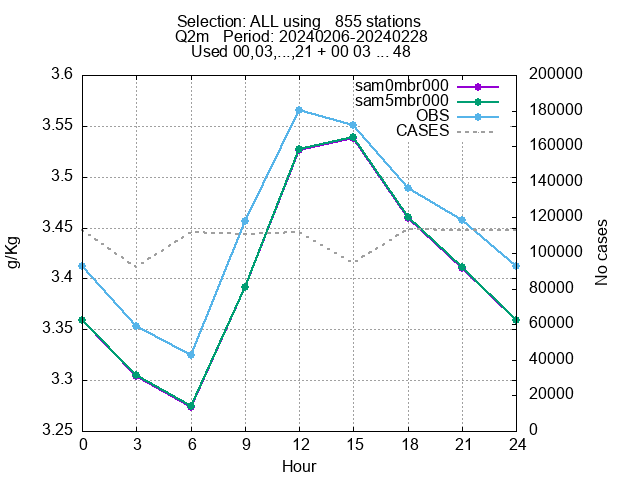 Selection: ALL using   855 stations
Q2m   Period: 20240206-20240228
Used 00,03,...,21 + 00 03 ... 48
sam0mbr000
sam5mbr000
OBS
CASES
3.6
3.55
3.5
3.45
3.4
3.35
3.3
3.25
g/Kg
200000
180000
160000
140000
120000
100000
80000
60000
40000
20000
0
No cases
0 3 6 9 12 15 18 21 24
Hour